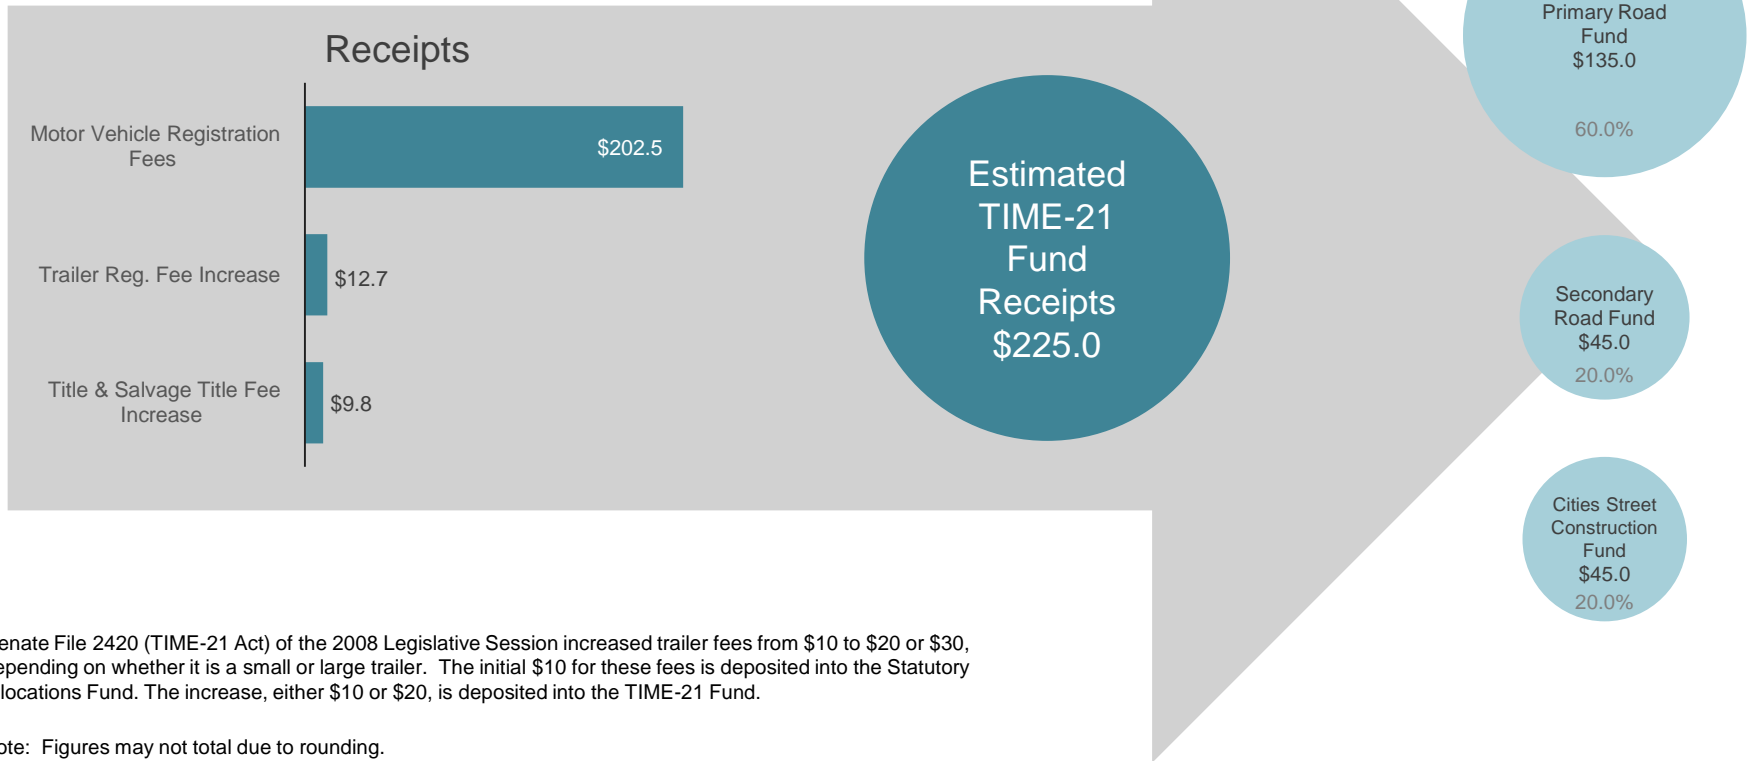 Receipts
Motor Vehicle Registration
Fees
$202.5
Trailer Reg. Fee Increase
$12.7
Title & Salvage Title Fee
Increase
$9.8
Estimated
TIME-21
Fund
Receipts
$225.0
Primary Road
Fund
$135.0
60.0%
Secondary
Road Fund
$45.0
20.0%
Cities Street
Construction
Fund
$45.0
20.0%
enate File 2420 (TIME-21 Act) of the 2008 Legislative Session increased trailer fees from $10 to $20 or $30,
epending on whether it is a small or large trailer.  The initial $10 for these fees is deposited into the Statutory
locations Fund. The increase, either $10 or $20, is deposited into the TIME-21 Fund.
ote:  Figures may not total due to rounding.